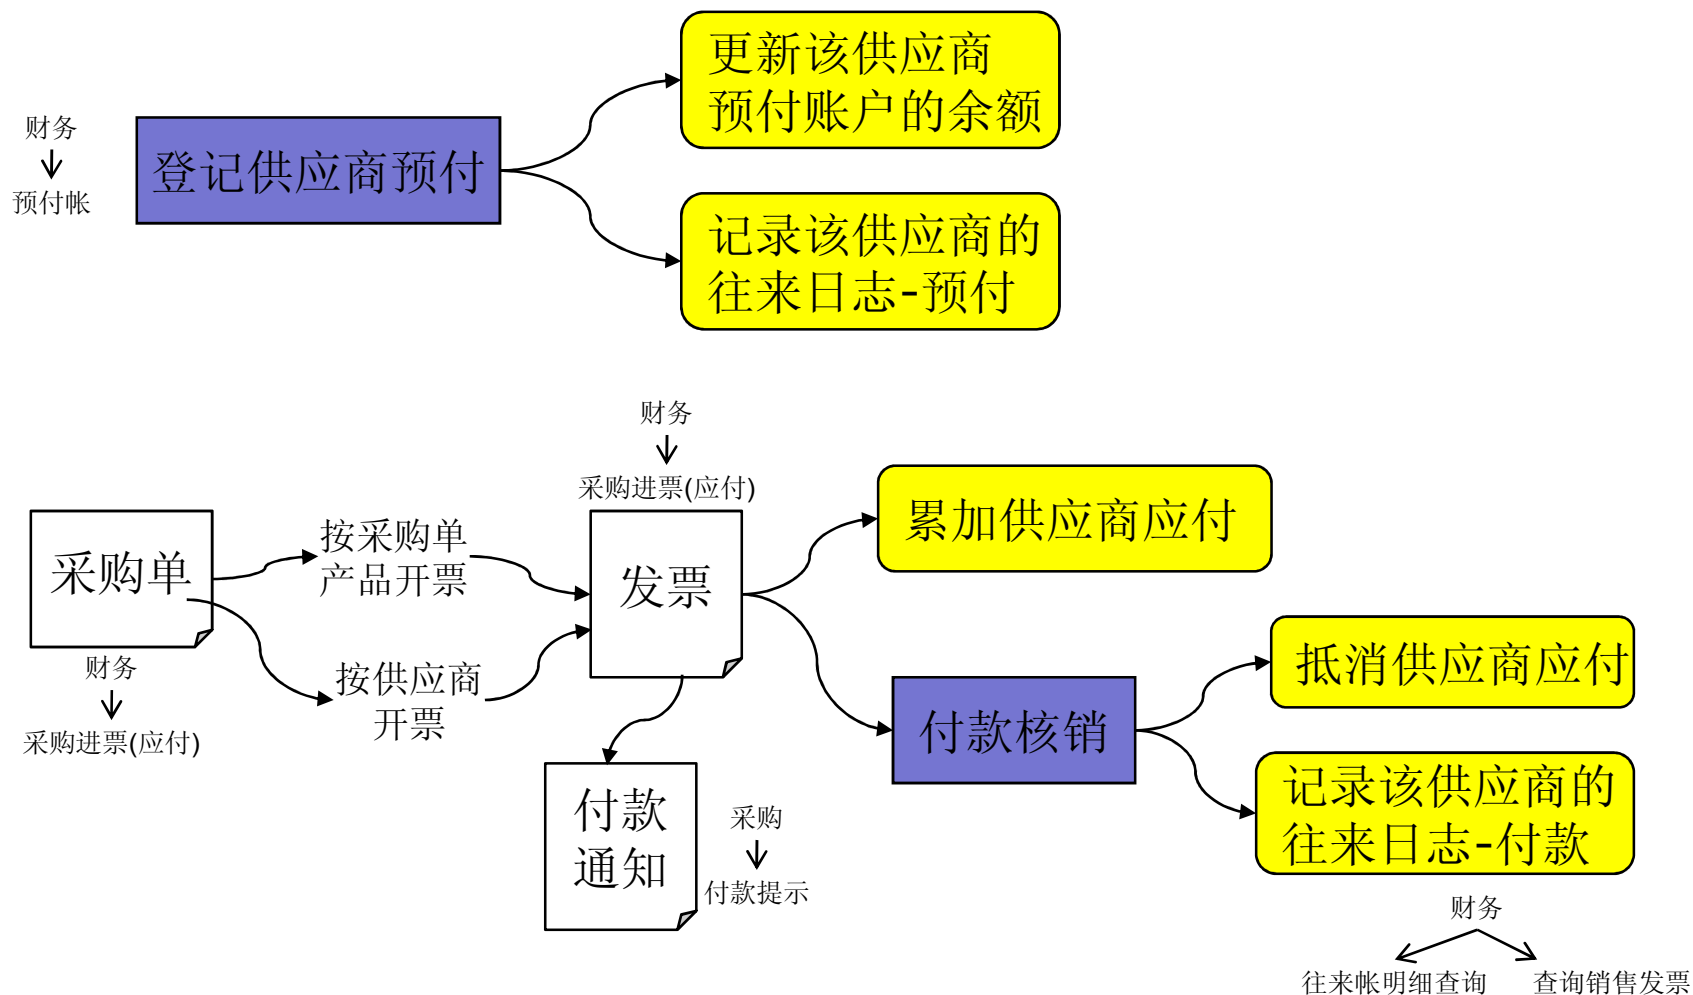 更新该供应商
预付账户的余额
财务
预付帐
登记供应商预付
记录该供应商的
往来日志-预付
财务
采购进票(应付)
采购单
按采购单
产品开票
发票
累加供应商应付
财务
采购进票(应付)
按供应商
开票
付款核销
抵消供应商应付
付款
通知
采购
付款提示
记录该供应商的
往来日志-付款
财务
往来帐明细查询
查询销售发票